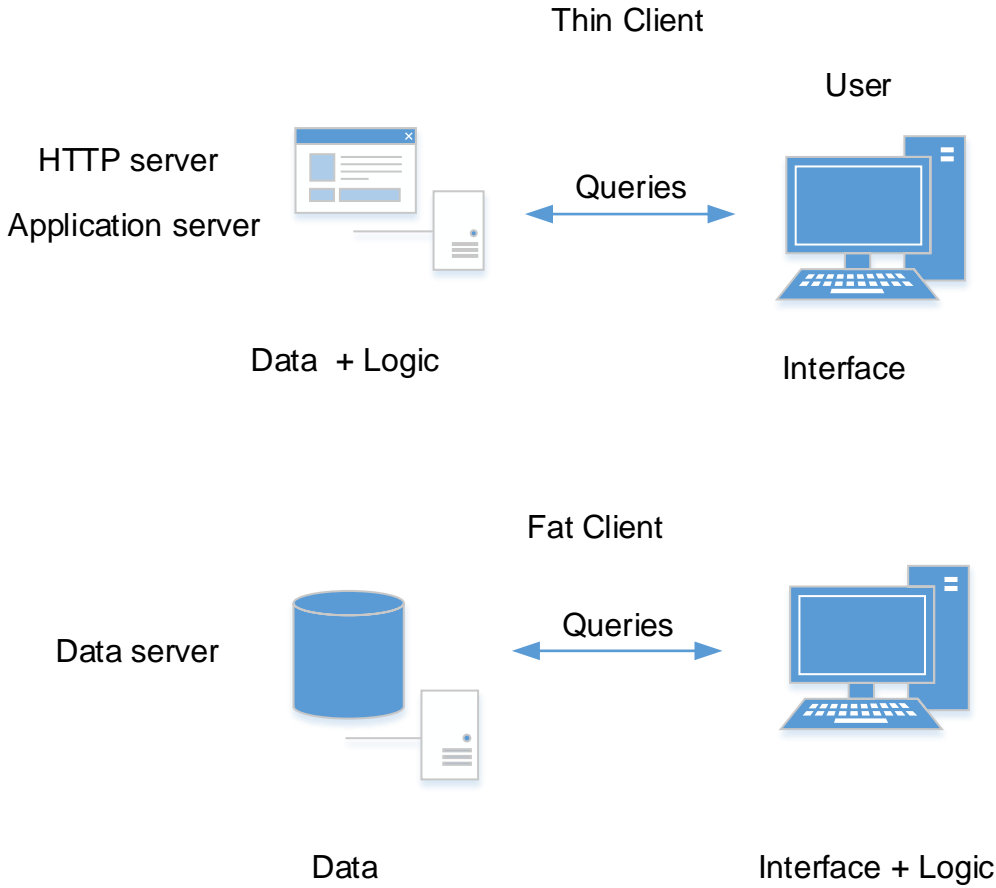 Thin Client
User
HTTP server
Application server
Queries
Data + Logic
Interface
Fat Client
Data server
Queries
Data
Interface + Logic